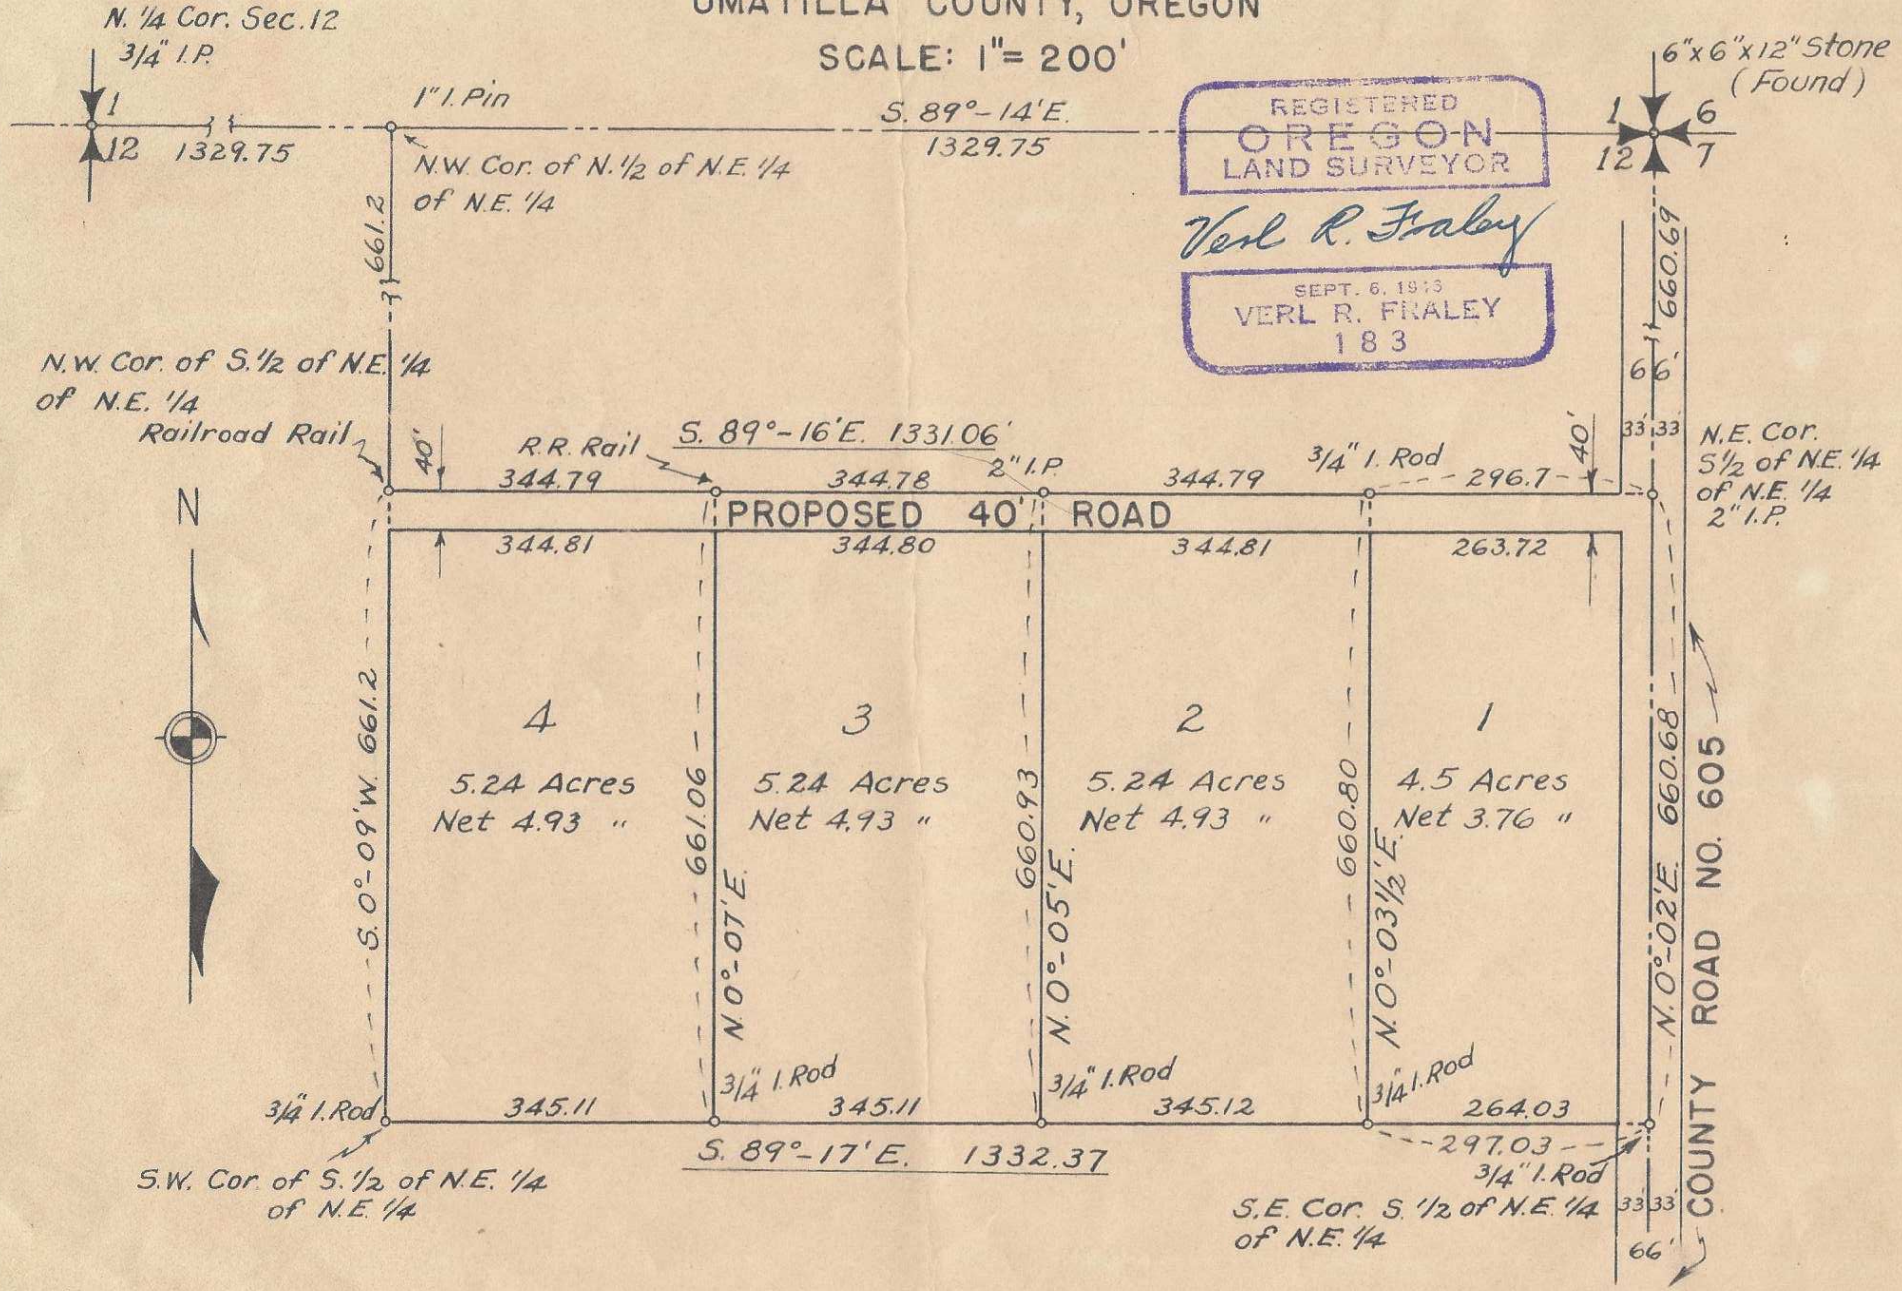 UMATILLA COUNTY, OREGON
SCALE: 1"= 200'
N. 1/4 Cor. Sec. 12
3/4" I.P.
1
12
1329.75
1" I. Pin
N.W. Cor. of N. 1/2 of N.E. 1/4
of N.E. 1/4
S. 89°-14' E.
1329.75
REGISTERED
OREGON
LAND SURVEYOR
Verl R. Fraley
SEPT. 6, 19
VERL R. FRALEY
183
6"x6"x12" Stone
(Found)
1 6
12 7
661.2
660.69
66'
33' 33'
N.W. Cor. of S. 1/2 of N.E. 1/4
of N.E. 1/4
Railroad Rail
40'
R.R. Rail
S. 89°-16' E. 1331.06'
2" I.P.
3/4" I. Rod
40'
N.E. Cor.
S 1/2 of N.E. 1/4
of N.E. 1/4
2" I.P.
344.79 344.78 344.79 296.7
PROPOSED 40' ROAD
344.81 344.80 344.81 263.72
N
S. 0°-09' W. 661.2
4
5.24 Acres
Net 4.93 "
661.06
N. 0°-07' E.
3
5.24 Acres
Net 4.93 "
660.93
N. 0°-05' E.
2
5.24 Acres
Net 4.93 "
660.80
N. 0°-03 1/2' E.
1
4.5 Acres
Net 3.76 "
N. 0°-02' E. 660.68
COUNTY ROAD NO. 605
3/4" I. Rod
3/4" I. Rod
3/4" I. Rod
3/4" I. Rod
345.11 345.11 345.12 264.03
S. 89°-17' E. 1332.37
297.03
3/4" I. Rod
S.W. Cor. of S. 1/2 of N.E. 1/4
of N.E. 1/4
S.E. Cor. S. 1/2 of N.E. 1/4
of N.E. 1/4
33' 33'
66'